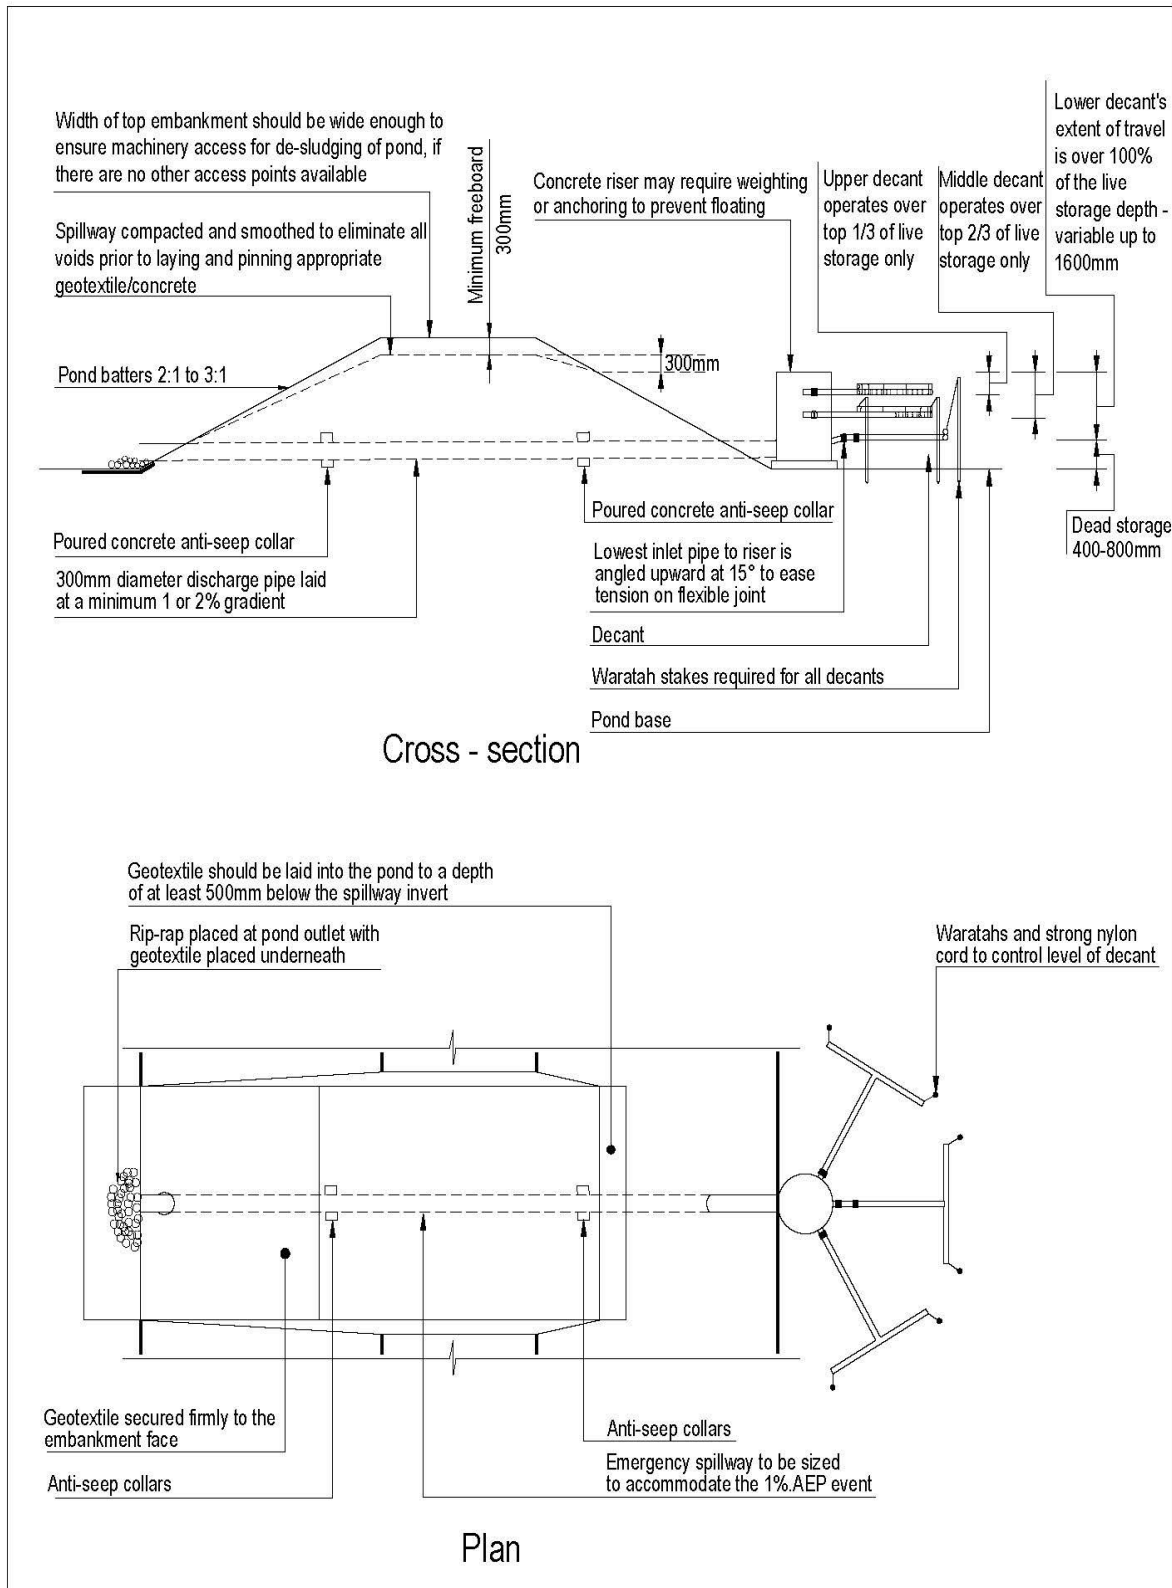 Width of top embankment should be wide enough to
ensure machinery access for de-sludging of pond, if
there are no other access points available
Spillway compacted and smoothed to eliminate all
voids prior to laying and pinning appropriate
geotextile/concrete
Pond batters 2:1 to 3:1
Minimum freeboard
300mm
300mm
Concrete riser may require weighting
or anchoring to prevent floating
Upper decant
operates over
top 1/3 of live
storage only
Middle decant
operates over
top 2/3 of live
storage only
Lower decant's
extent of travel
is over 100%
of the live
storage depth -
variable up to
1600mm
Poured concrete anti-seep collar
300mm diameter discharge pipe laid
at a minimum 1 or 2% gradient
Poured concrete anti-seep collar
Lowest inlet pipe to riser is
angled upward at 15° to ease
tension on flexible joint
Decant
Waratah stakes required for all decants
Pond base
Dead storage
400-800mm
Cross - section
Geotextile should be laid into the pond to a depth
of at least 500mm below the spillway invert
Rip-rap placed at pond outlet with
geotextile placed underneath
Waratahs and strong nylon
cord to control level of decant
Geotextile secured firmly to the
embankment face
Anti-seep collars
Anti-seep collars
Emergency spillway to be sized
to accommodate the 1%.AEP event
Plan